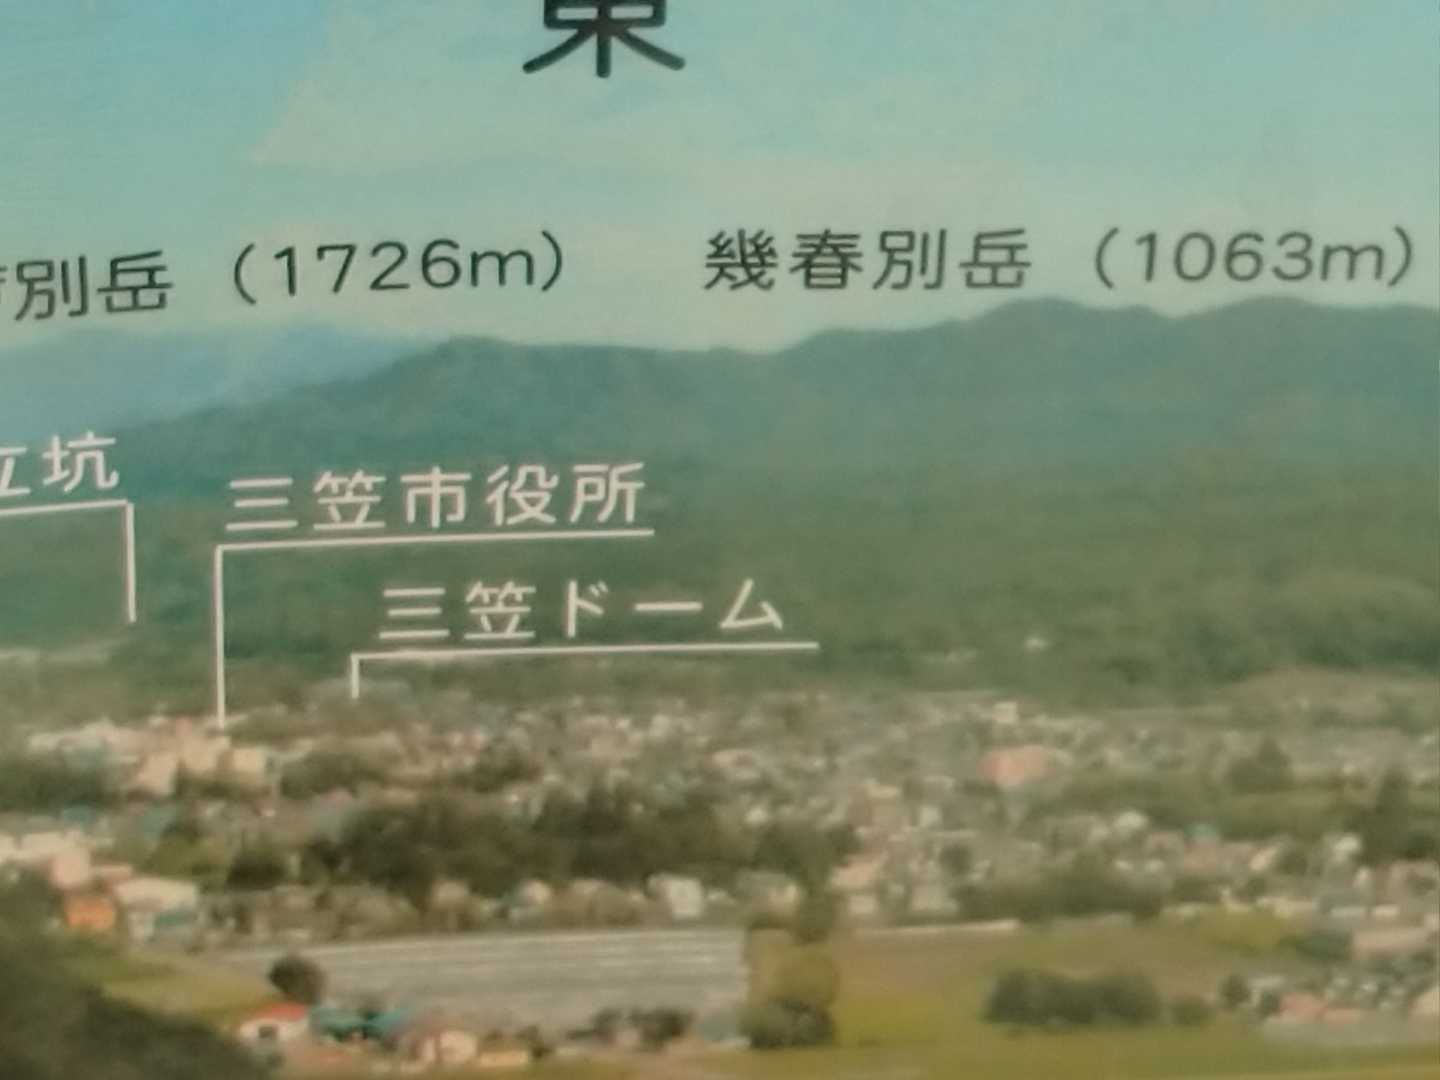 東
別岳（1726m）
幾春別岳（1063m）
立坑
三笠市役所
三笠ドーム